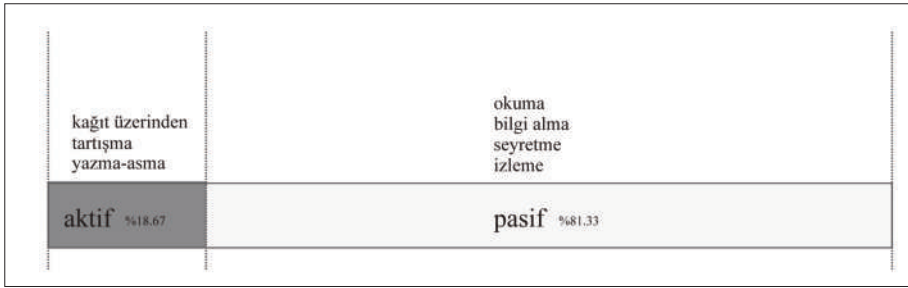 kağıt üzerinden
tartışma
yazma-asma
okuma
bilgi alma
seyretme
izleme
aktif %18.67
pasif %81.33